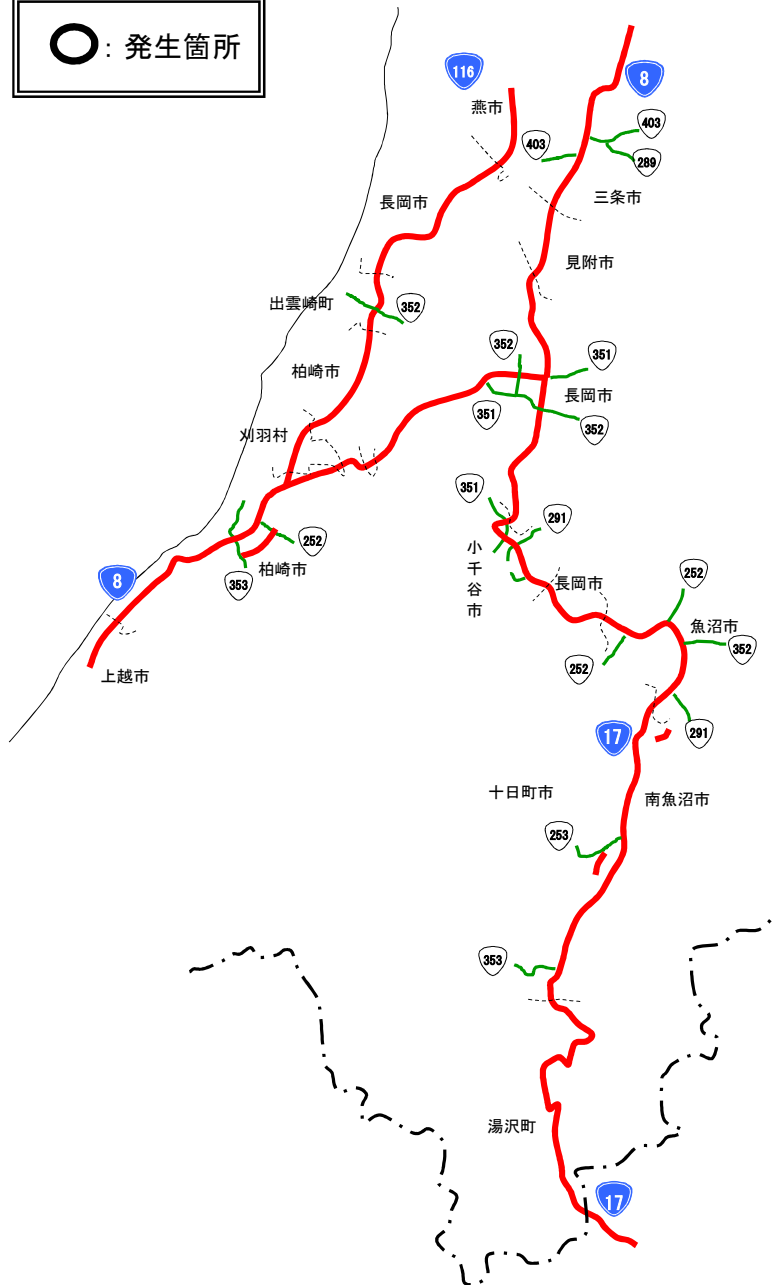 ○：発生箇所
116
8
燕市
403
403
289
三条市
長岡市
見附市
出雲崎町
352
352
351
柏崎市
長岡市
351
352
刈羽村
351
291
252
小千谷市
柏崎市
353
8
長岡市
252
魚沼市
352
252
上越市
291
17
十日町市
南魚沼市
253
353
湯沢町
17